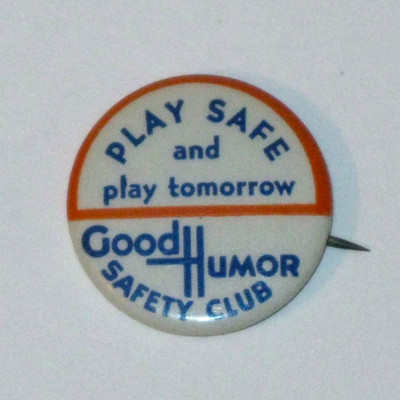 PLAY SAFE
and
play tomorrow
Good HUMOR
SAFETY CLUB